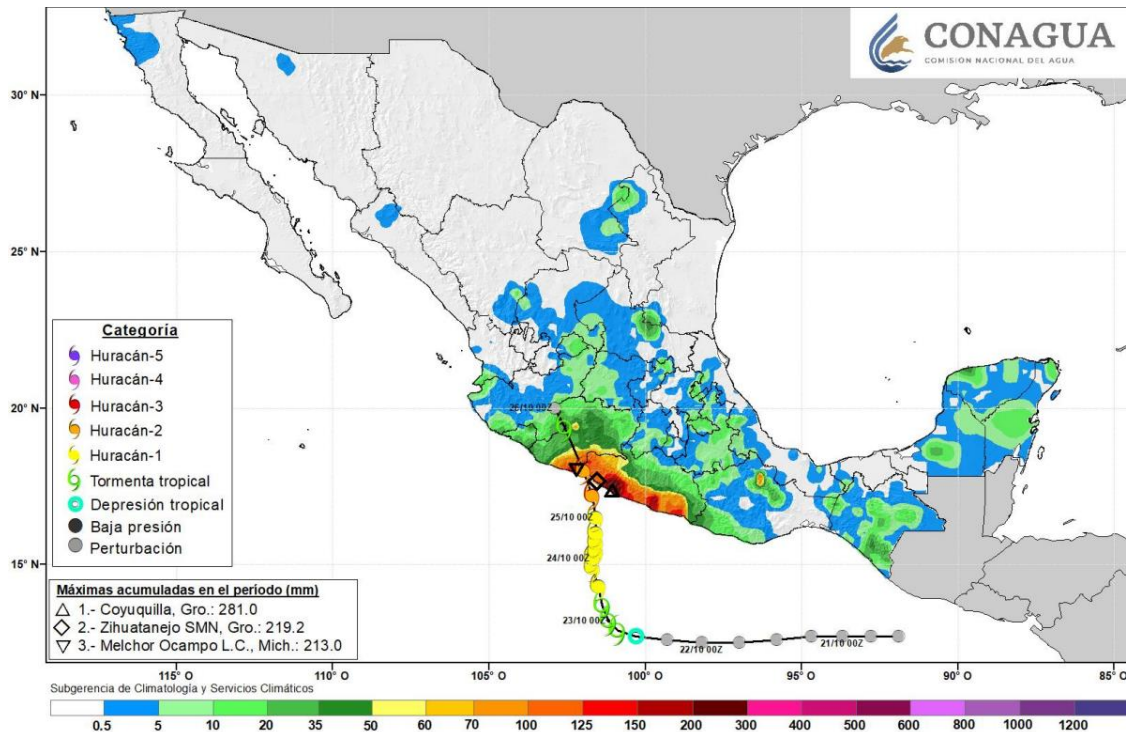 CONAGUA
COMISIÓN NACIONAL DEL AGUA
30° N
25° N
20° N
15° N
Categoría
Huracán-5
Huracán-4
Huracán-3
Huracán-2
Huracán-1
Tormenta tropical
Depresión tropical
Baja presión
Perturbación
26/10 00Z
25/10 00Z
24/10 00Z
23/10 00Z
22/10 00Z
21/10 00Z
Máximas acumuladas en el período (mm)
1.- Coyuquilla, Gro.: 281.0
2.- Zihuatanejo SMN, Gro.: 219.2
3.- Melchor Ocampo L.C., Mich.: 213.0
115° O 110° O 105° O 100° O 95° O 90° O 85° O
Subgerencia de Climatología y Servicios Climáticos
0.5 5 10 20 35 50 60 70 100 125 150 200 300 400 500 600 800 1000 1200